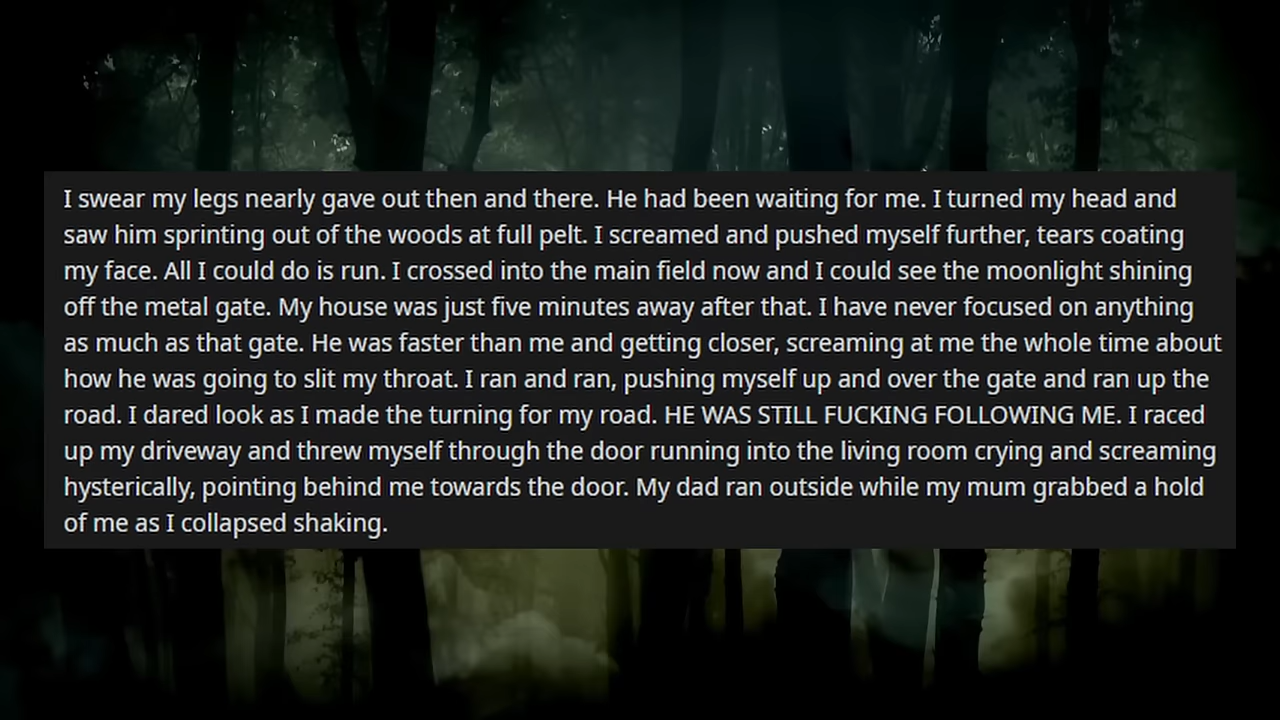 I swear my legs nearly gave out then and there. He had been waiting for me. I turned my head and
saw him sprinting out of the woods at full pelt. I screamed and pushed myself further, tears coating
my face. All I could do is run. I crossed into the main field now and I could see the moonlight shining
off the metal gate. My house was just five minutes away after that. I have never focused on anything
as much as that gate. He was faster than me and getting closer, screaming at me the whole time about
how he was going to slit my throat. I ran and ran, pushing myself up and over the gate and ran up the
road. I dared look as I made the turning for my road. HE WAS STILL FUCKING FOLLOWING ME. I raced
up my driveway and threw myself through the door running into the living room crying and screaming
hysterically, pointing behind me towards the door. My dad ran outside while my mum grabbed a hold
of me as I collapsed shaking.